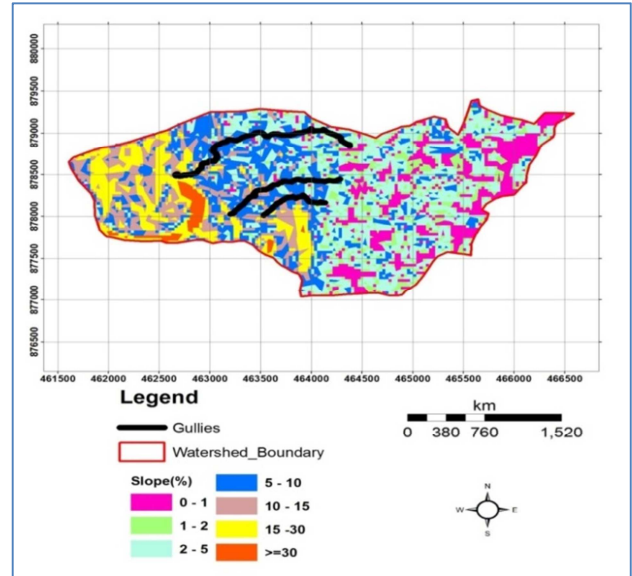 880000
879500
879000
878500
878000
877500
877000
876500
461500 462000 462500 463000 463500 464000 464500 465000 465500 466000 466500
Legend
Gullies
Watershed_Boundary
Slope(%)
0 - 1
1 - 2
2 - 5
5 - 10
10 - 15
15 -30
>=30
km
0 380 760 1,520
N
W E
S